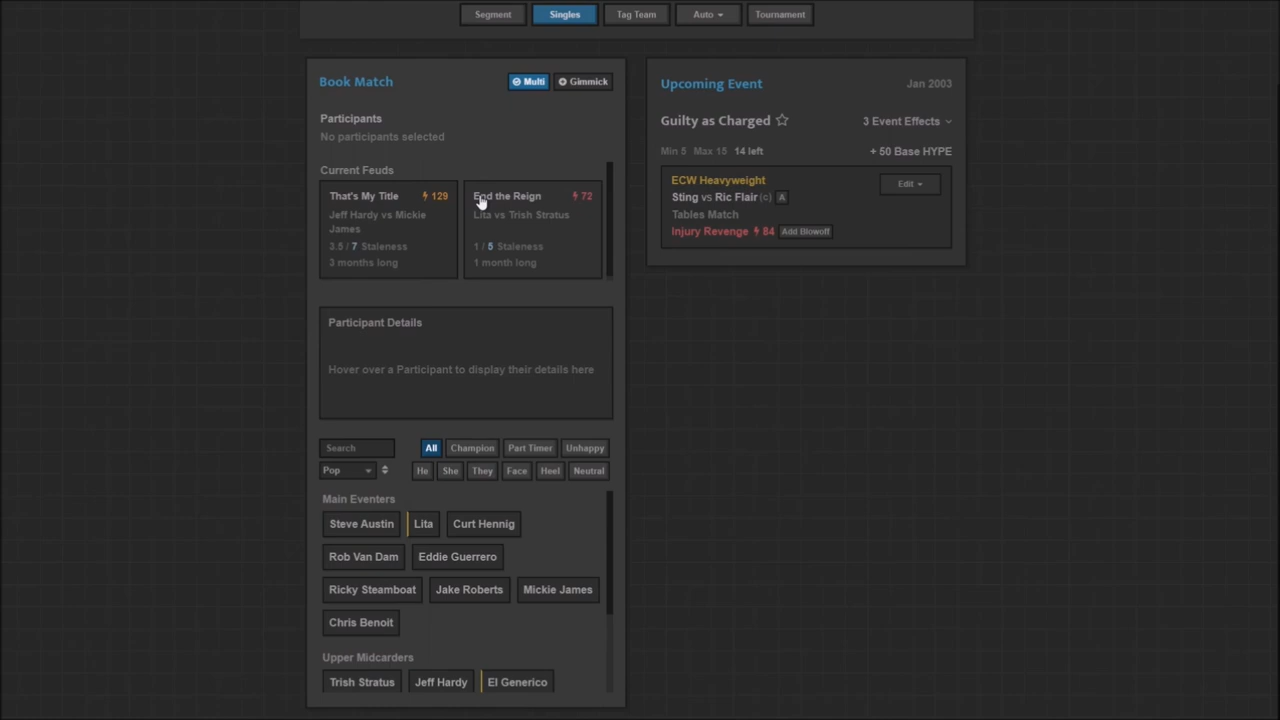 Segment Singles Tag Team Auto Tournament
Book Match Multi Gimmick
Participants
No participants selected
Current Feuds
That's My Title 129
Jeff Hardy vs Mickie
James
3.5 / 7 Staleness
3 months long
End the Reign 72
Lita vs Trish Stratus
1 / 5 Staleness
1 month long
Participant Details
Hover over a Participant to display their details here
Search All Champion Part Timer Unhappy
Pop He She They Face Heel Neutral
Main Eventers
Steve Austin Lita Curt Hennig
Rob Van Dam Eddie Guerrero
Ricky Steamboat Jake Roberts Mickie James
Chris Benoit
Upper Midcarders
Trish Stratus Jeff Hardy El Generico
Upcoming Event Jan 2003
Guilty as Charged 3 Event Effects
Min 5 Max 15 14 left + 50 Base HYPE
ECW Heavyweight Edit
Sting vs Ric Flair (c) A
Tables Match
Injury Revenge 84 Add Blowoff